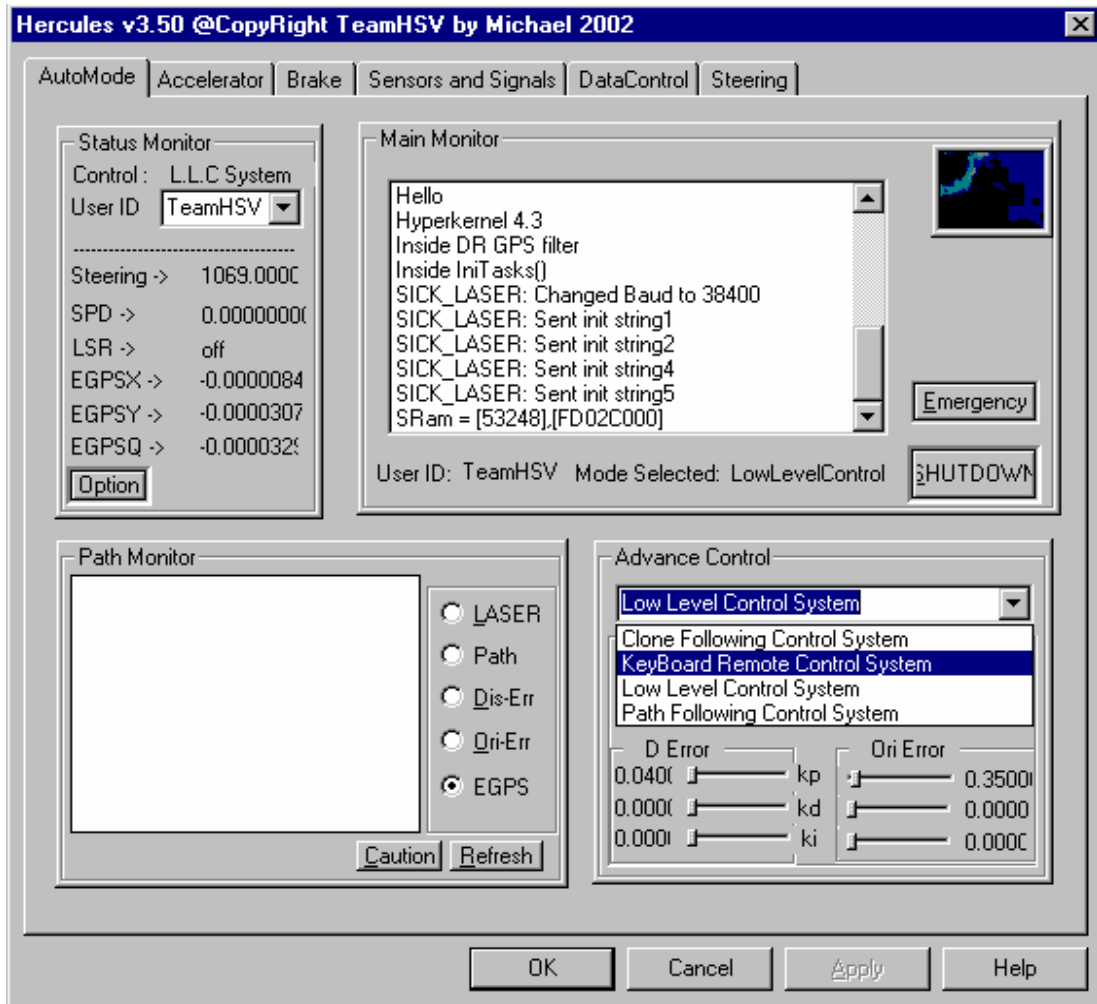 Hercules v3.50 @CopyRight TeamHSV by Michael 2002
AutoMode Accelerator Brake Sensors and Signals DataControl Steering
Status Monitor
Control : L.L.C System
User ID TeamHSV
------------------------------------
Steering -> 1069.000C
SPD -> 0.0000000(
LSR -> off
EGPSX -> -0.0000084
EGPSY -> -0.0000307
EGPSQ -> -0.0000329
Option
Main Monitor
Hello
Hyperkernel 4.3
Inside DR GPS filter
Inside IniTasks()
SICK_LASER: Changed Baud to 38400
SICK_LASER: Sent init string1
SICK_LASER: Sent init string2
SICK_LASER: Sent init string4
SICK_LASER: Sent init string5
SRam = [53248],[FD02C000]
Emergency
User ID: TeamHSV Mode Selected: LowLevelControl
SHUTDOWN
Path Monitor
LASER
Path
Dis-Err
Ori-Err
EGPS
Caution Refresh
Advance Control
Low Level Control System
Clone Following Control System
KeyBoard Remote Control System
Low Level Control System
Path Following Control System
D Error Ori Error
0.040( kp 0.3500(
0.000( kd 0.0000
0.000( ki 0.000C
OK Cancel Apply Help